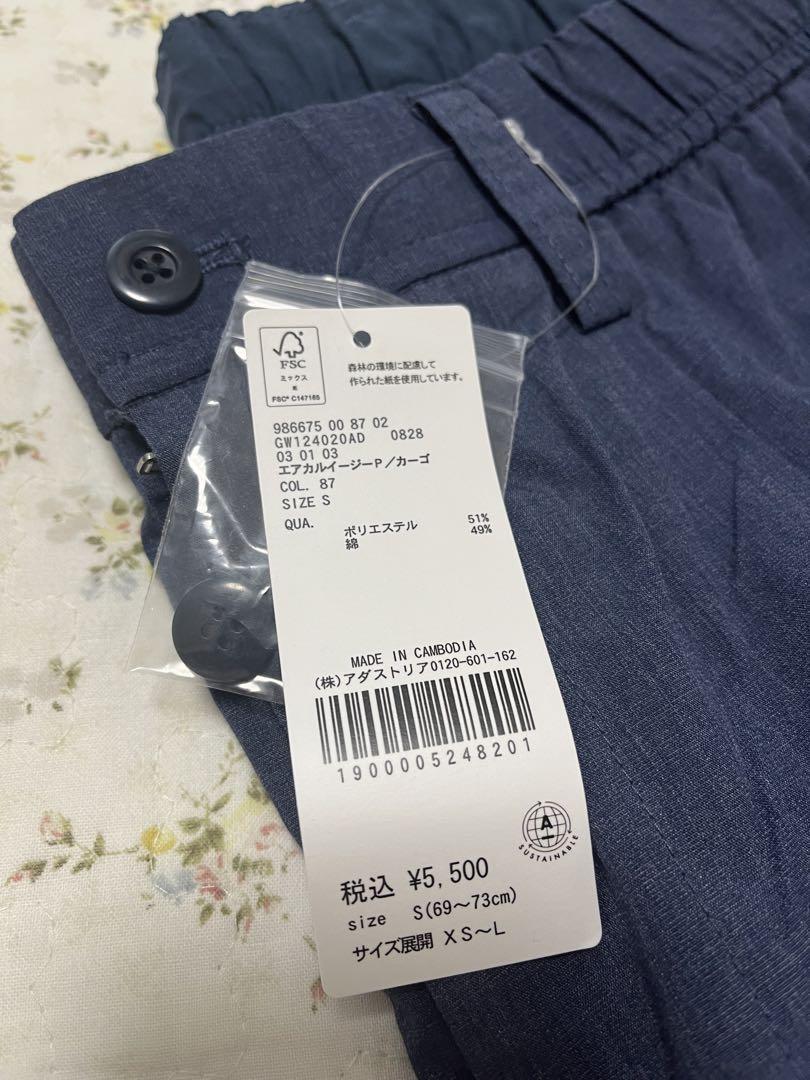 FSC
ミックス
紙
FSC® C147165
森林の環境に配慮して
作られた紙を使用しています。
986675 00 87 02
GW124020AD 0828
03 01 03
エアカルイージーP/カーゴ
COL. 87
SIZE S
QUA. ポリエステル 51%
綿 49%
MADE IN CAMBODIA
(株)アダストリア0120-601-162
1900005248201
A
SUSTAINABLE
税込 ¥5,500
size S(69~73cm)
サイズ展開 XS~L